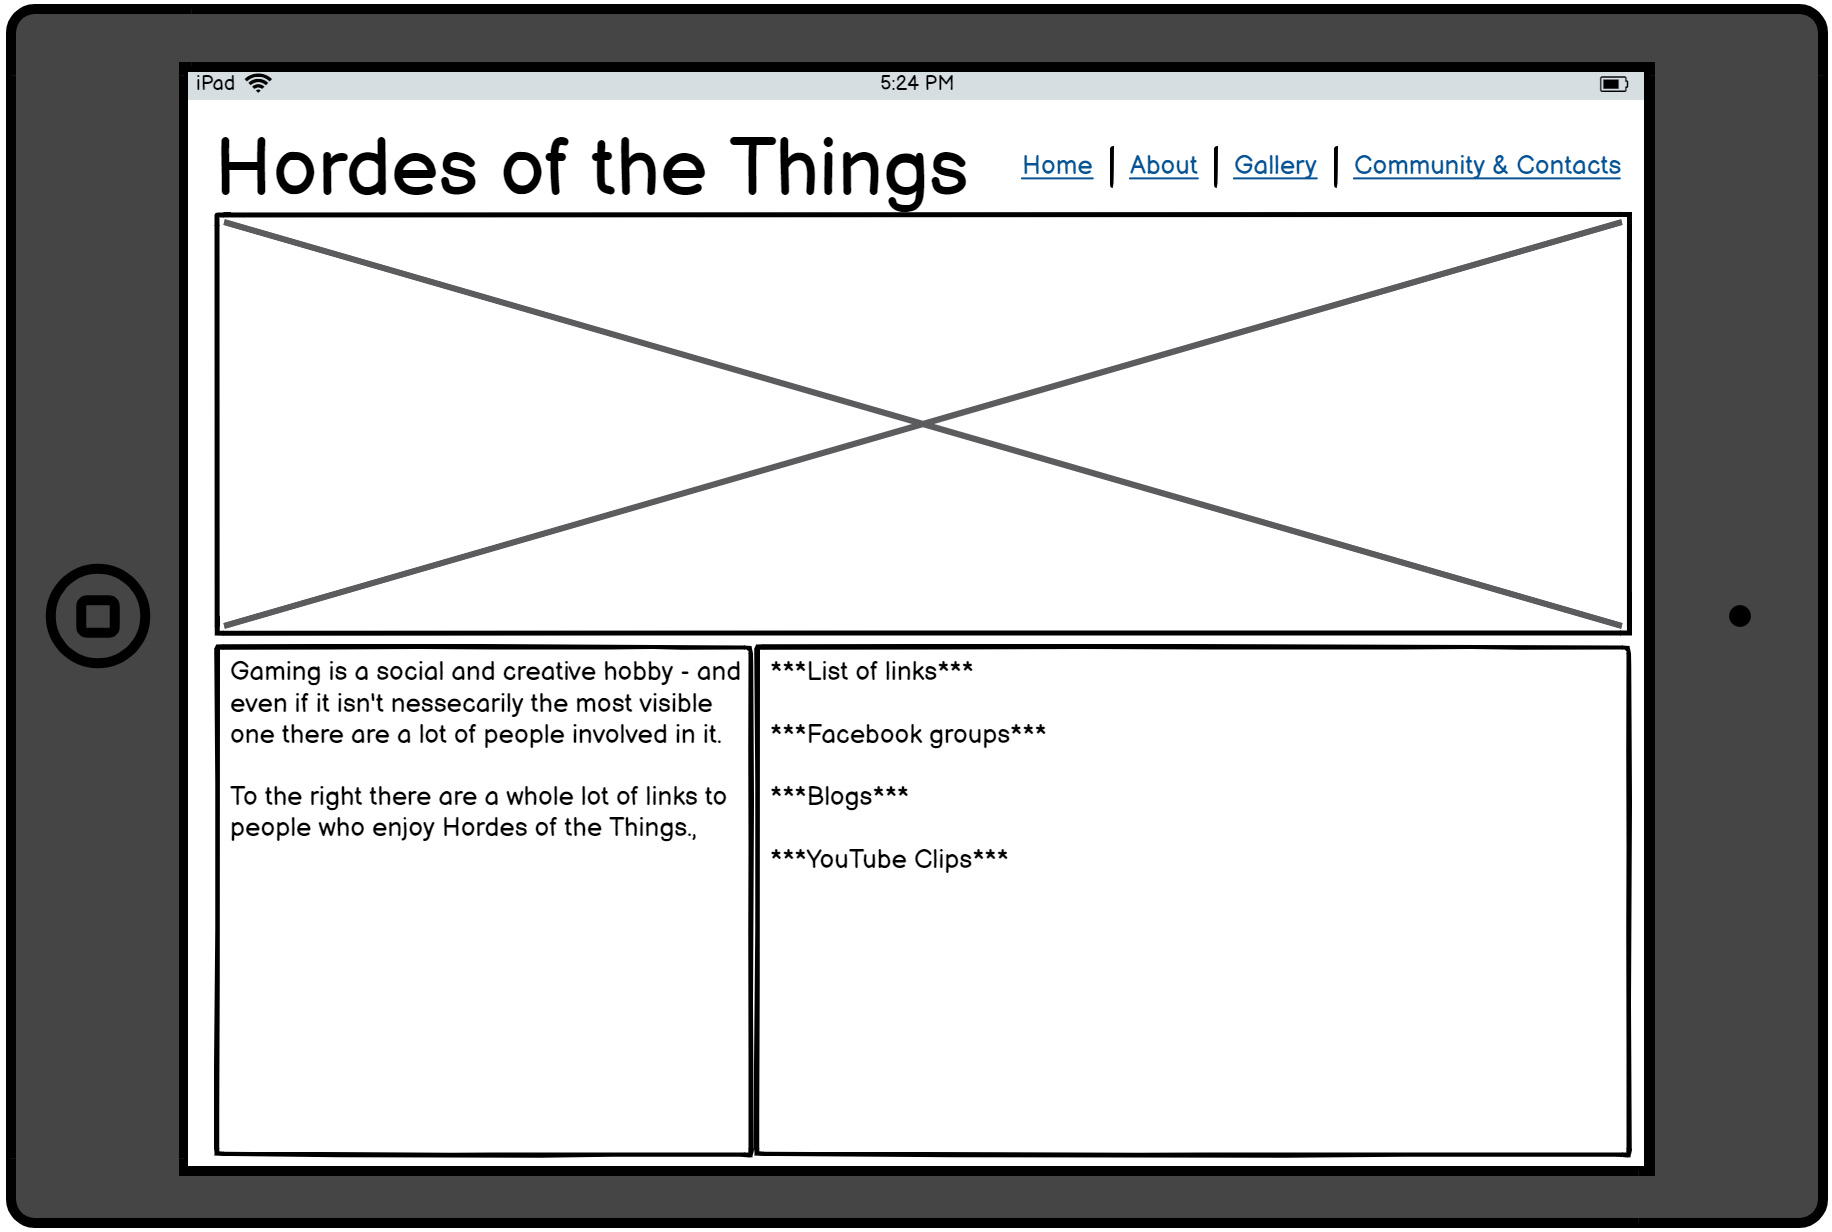 iPad
5:24 PM
Hordes of the Things
Home | About | Gallery | Community & Contacts
Gaming is a social and creative hobby - and
even if it isn't nessecarily the most visible
one there are a lot of people involved in it.
To the right there are a whole lot of links to
people who enjoy Hordes of the Things.,
***List of links***
***Facebook groups***
***Blogs***
***YouTube Clips***